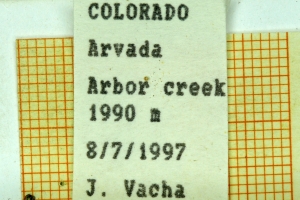 COLORADO
Arvada
Arbor creek
1990 m
8/7/1997
J. Vacha